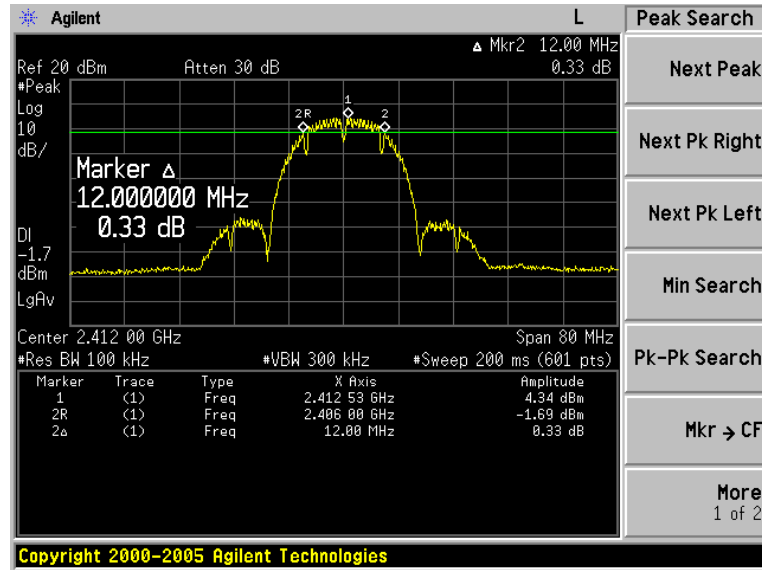 Agilent L Peak Search
Δ Mkr2 12.00 MHz
Ref 20 dBm Atten 30 dB 0.33 dB
#Peak
Log
10
dB/
1
2R
2
Marker Δ
12.000000 MHz
0.33 dB
DI
-1.7
dBm
LgAv
Center 2.412 00 GHz Span 80 MHz
#Res BW 100 kHz #VBW 300 kHz #Sweep 200 ms (601 pts)
Marker Trace Type X Axis Amplitude
1 (1) Freq 2.412 53 GHz 4.34 dBm
2R (1) Freq 2.406 00 GHz -1.69 dBm
2Δ (1) Freq 12.00 MHz 0.33 dB
Next Peak
Next Pk Right
Next Pk Left
Min Search
Pk-Pk Search
Mkr → CF
More
1 of 2
Copyright 2000-2005 Agilent Technologies